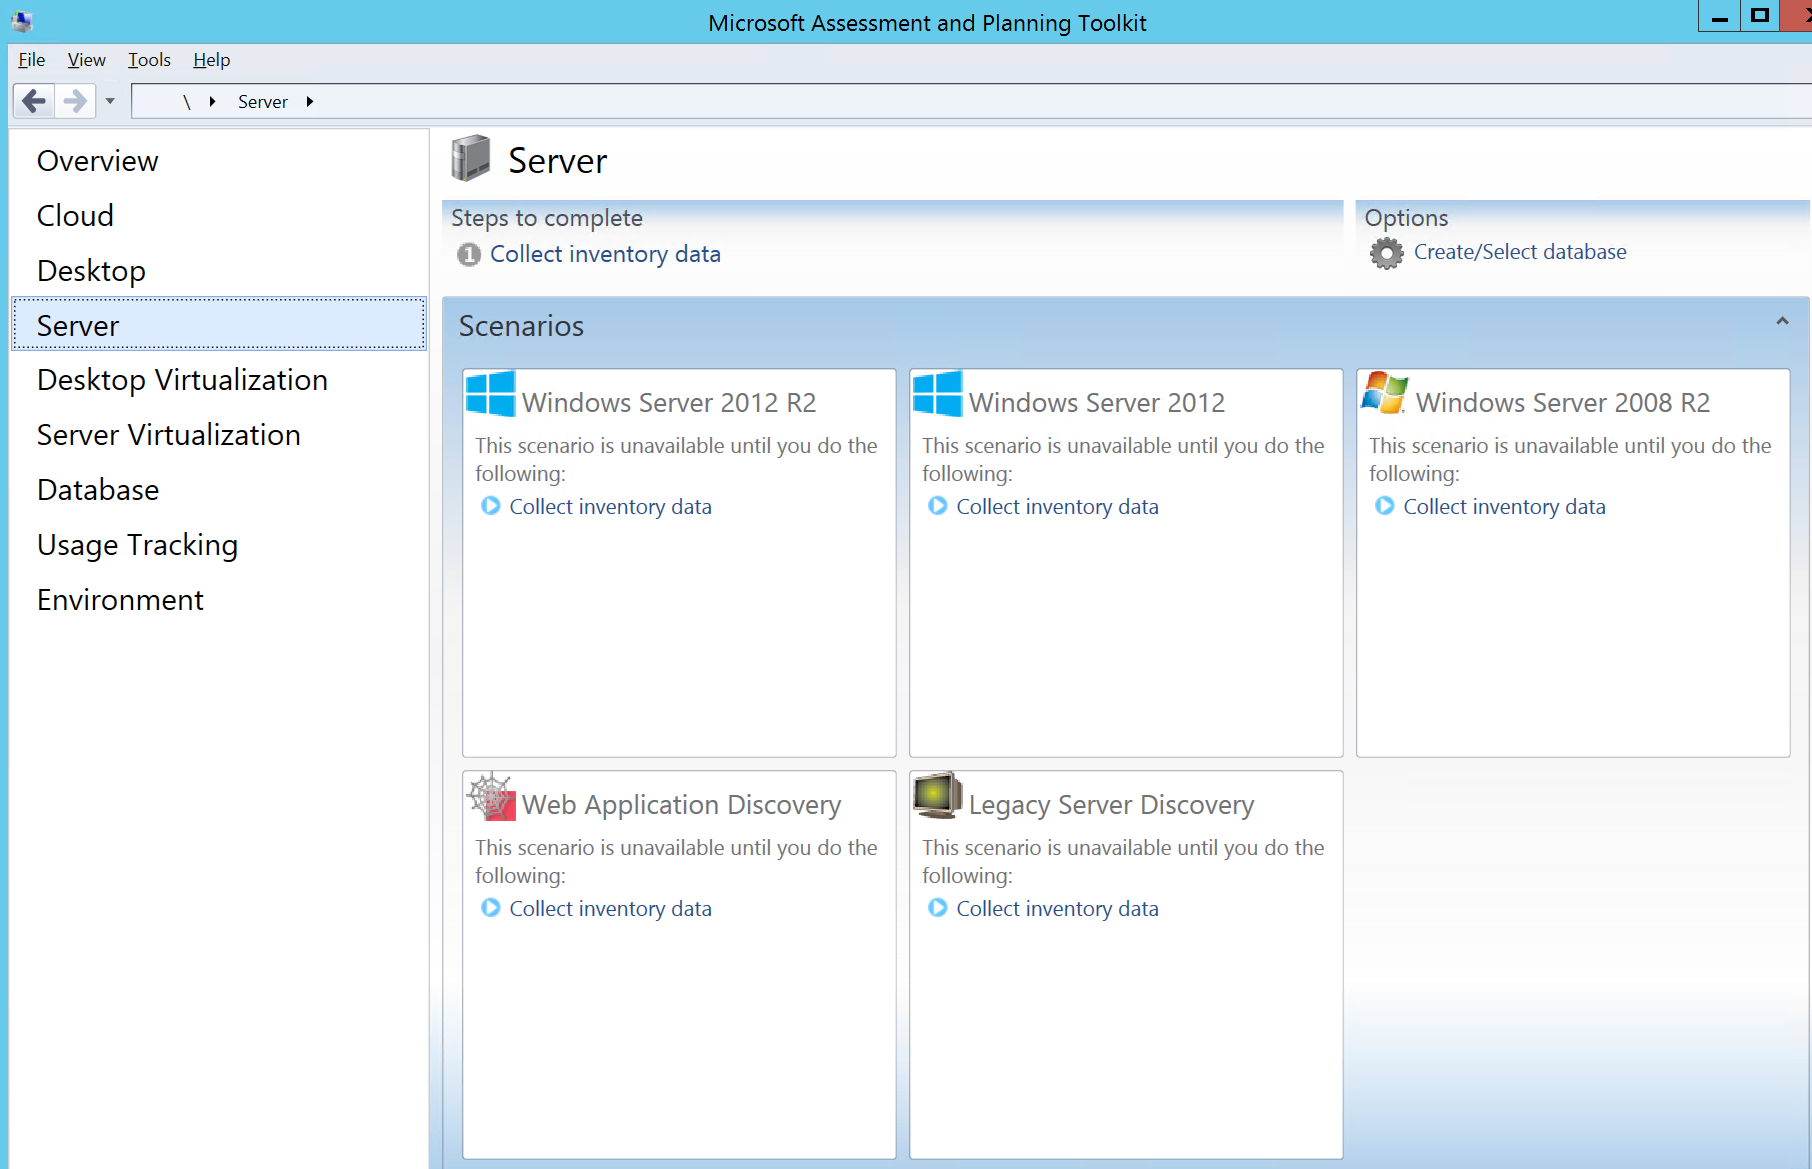 Microsoft Assessment and Planning Toolkit
File View Tools Help
\ Server
Overview
Cloud
Desktop
Server
Desktop Virtualization
Server Virtualization
Database
Usage Tracking
Environment
Server
Steps to complete
1 Collect inventory data
Options
Create/Select database
Scenarios
Windows Server 2012 R2
This scenario is unavailable until you do the
following:
Collect inventory data
Windows Server 2012
This scenario is unavailable until you do the
following:
Collect inventory data
Windows Server 2008 R2
This scenario is unavailable until you do the
following:
Collect inventory data
Web Application Discovery
This scenario is unavailable until you do the
following:
Collect inventory data
Legacy Server Discovery
This scenario is unavailable until you do the
following:
Collect inventory data